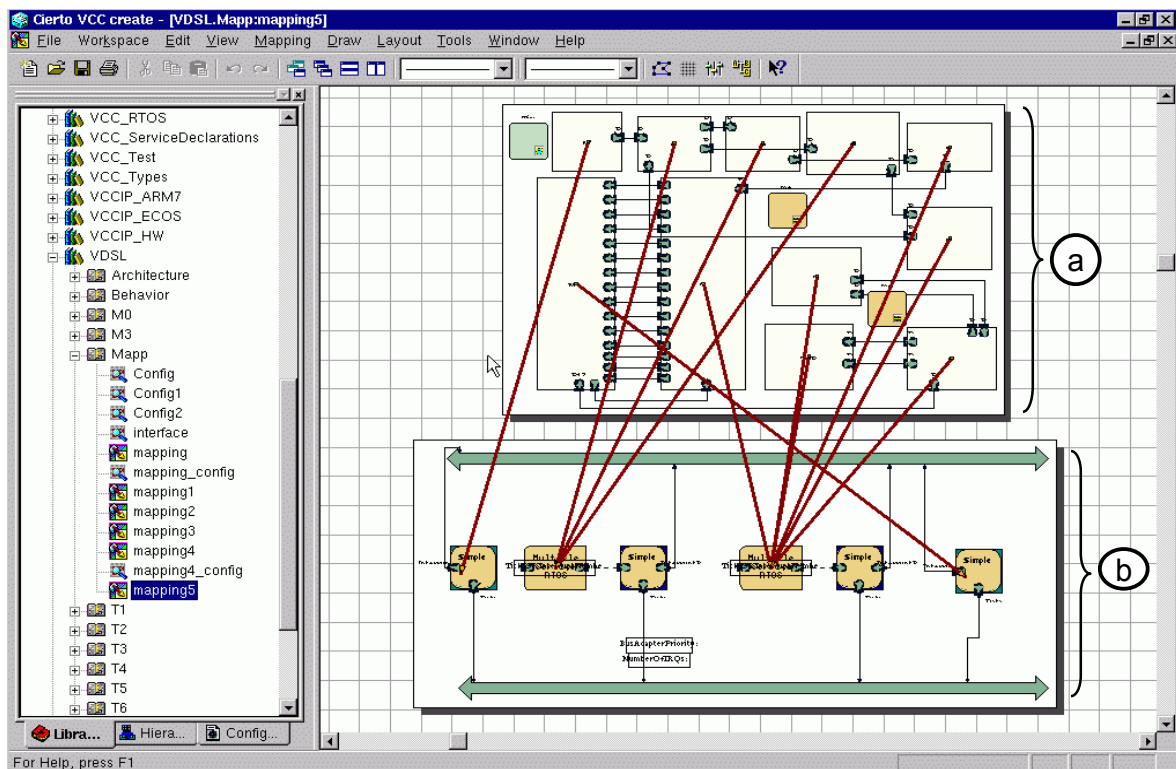 Cierto VCC create - [VDSL.Mapp:mapping5]
File Workspace Edit View Mapping Draw Layout Tools Window Help
VCC_RTOS
VCC_ServiceDeclarations
VCC_Test
VCC_Types
VCCIP_ARM7
VCCIP_ECOS
VCCIP_HW
VDSL
Architecture
Behavior
M0
M3
Mapp
Config
Config1
Config2
interface
mapping
mapping_config
mapping1
mapping2
mapping3
mapping4
mapping4_config
mapping5
T1
T2
T3
T4
T5
T6
Libra... Hiera... Config...
a
b
Simple
RTOS
Simple
RTOS
Simple
Simple
BusAdapterPriority:
NumberOfIRQs:
For Help, press F1